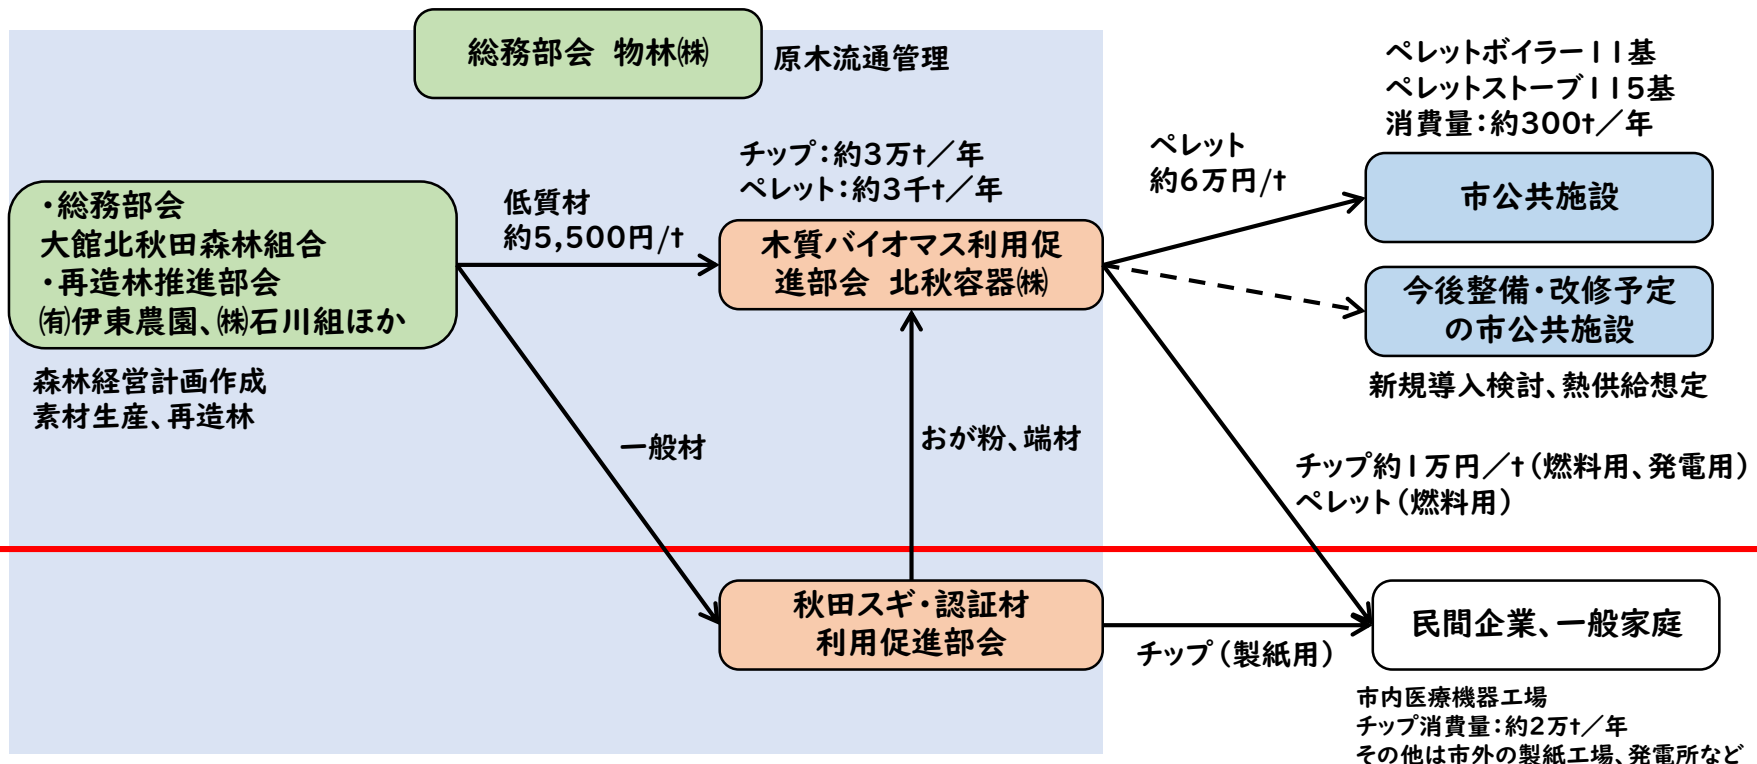 総務部会　物林㈱
原木流通管理
ペレットボイラー11基
ペレットストーブ115基
消費量：約300t／年
チップ：約3万t／年
ペレット：約3千t／年
ペレット
約6万円/t
・総務部会
大館北秋田森林組合
・再造林推進部会
㈲伊東農園、㈱石川組ほか
低質材
約5,500円/t
木質バイオマス利用促
進部会　北秋容器㈱
市公共施設
今後整備・改修予定
の市公共施設
森林経営計画作成
素材生産、再造林
新規導入検討、熱供給想定
一般材
おが粉、端材
チップ約1万円／t（燃料用、発電用）
ペレット（燃料用）
秋田スギ・認証材
利用促進部会
チップ（製紙用）
民間企業、一般家庭
市内医療機器工場
チップ消費量：約2万t／年
その他は市外の製紙工場、発電所など